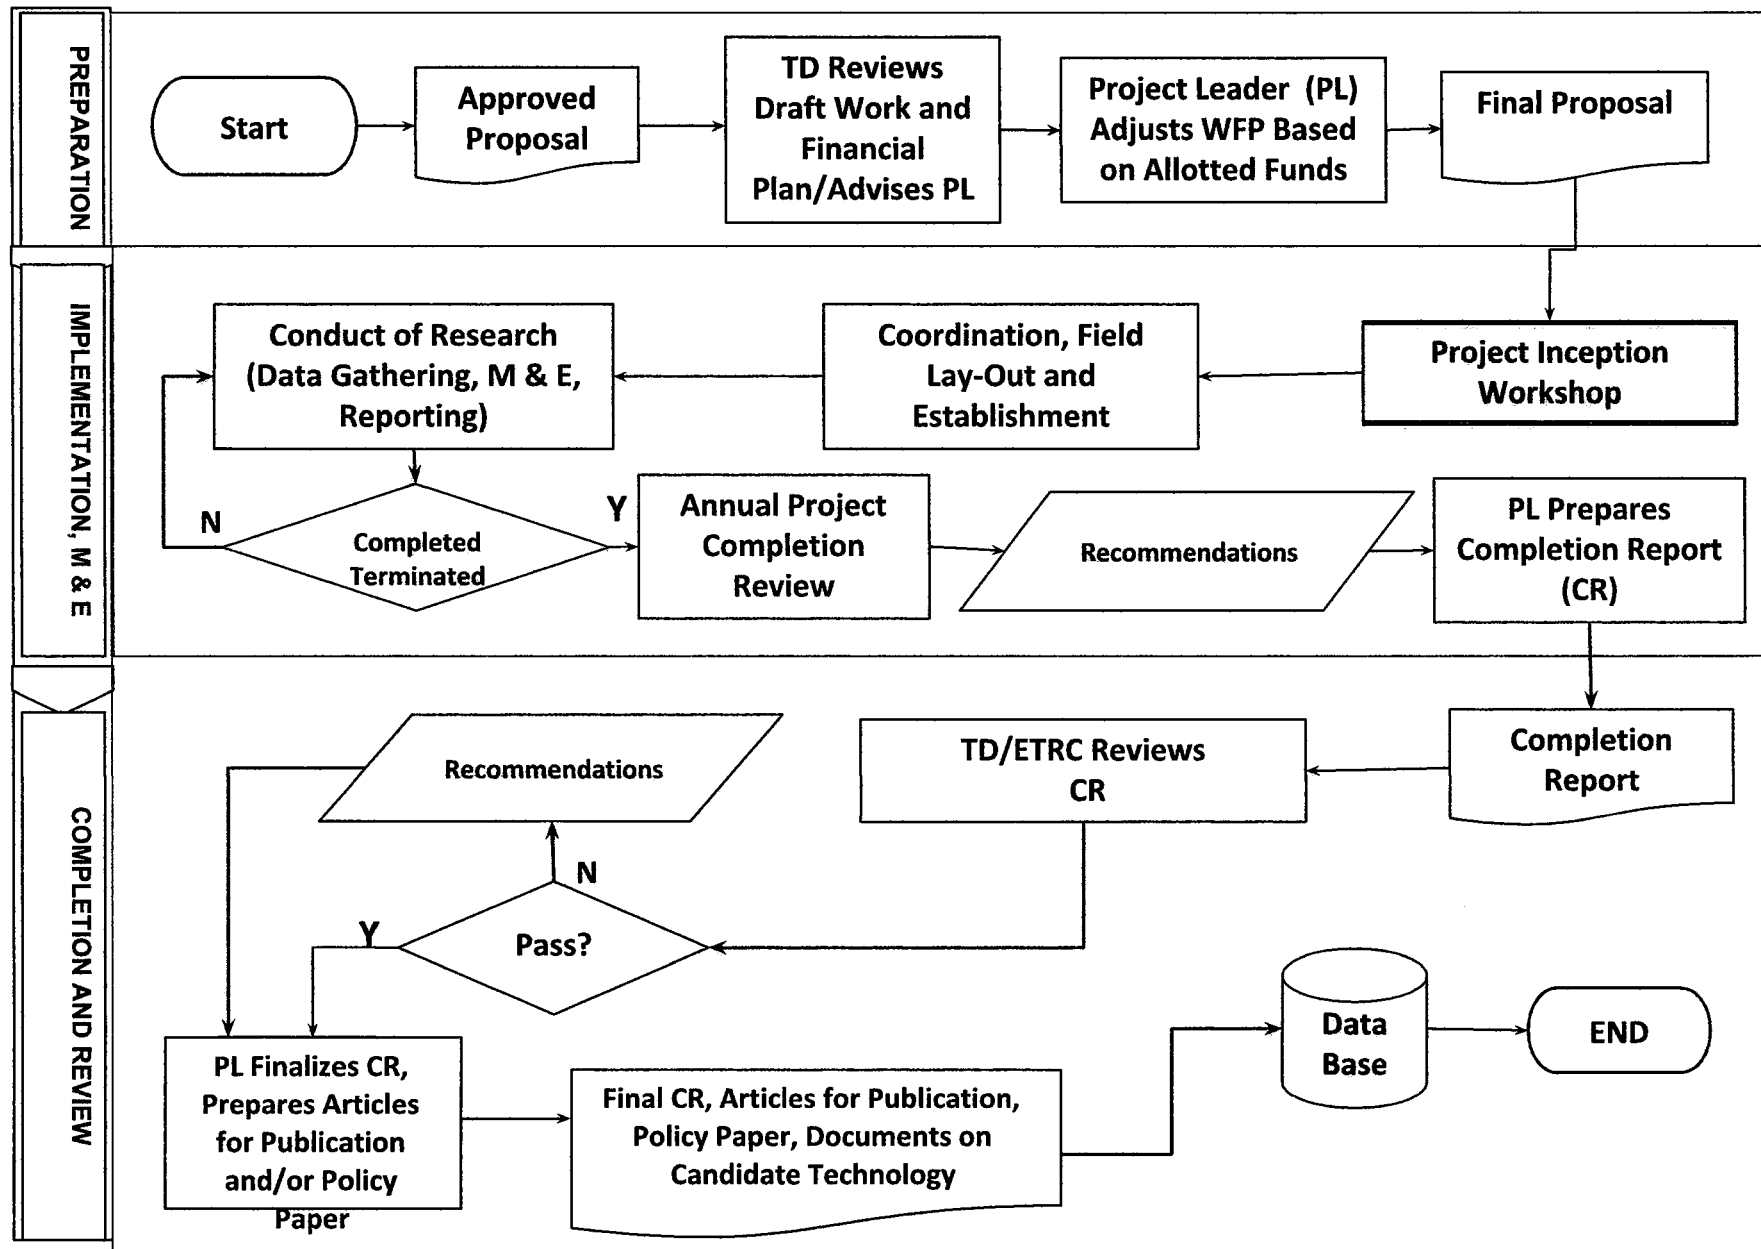 PREPARATION
Start
Approved
Proposal
TD Reviews
Draft Work and
Financial
Plan/Advises PL
Project Leader (PL)
Adjusts WFP Based
on Allotted Funds
Final Proposal
IMPLEMENTATION, M & E
Conduct of Research
(Data Gathering, M & E,
Reporting)
Coordination, Field
Lay-Out and
Establishment
Project Inception
Workshop
N
Completed
Terminated
Y
Annual Project
Completion
Review
Recommendations
PL Prepares
Completion Report
(CR)
COMPLETION AND REVIEW
Recommendations
TD/ETRC Reviews
CR
Completion
Report
N
Y
Pass?
PL Finalizes CR,
Prepares Articles
for Publication
and/or Policy
Paper
Final CR, Articles for Publication,
Policy Paper, Documents on
Candidate Technology
Data
Base
END